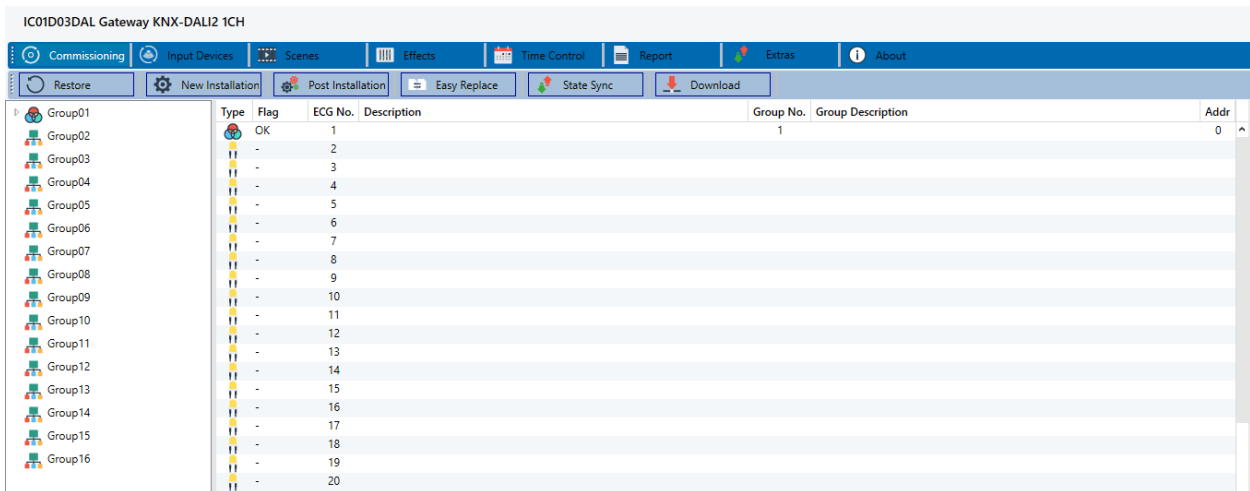 IC01D03DAL Gateway KNX-DALI2 1CH
Commissioning Input Devices Scenes Effects Time Control Report Extras About
Restore New Installation Post Installation Easy Replace State Sync Download
Group01
Group02
Group03
Group04
Group05
Group06
Group07
Group08
Group09
Group10
Group11
Group12
Group13
Group14
Group15
Group16
Type Flag ECG No. Description Group No. Group Description Addr
OK 1 1 0
- 2
- 3
- 4
- 5
- 6
- 7
- 8
- 9
- 10
- 11
- 12
- 13
- 14
- 15
- 16
- 17
- 18
- 19
- 20